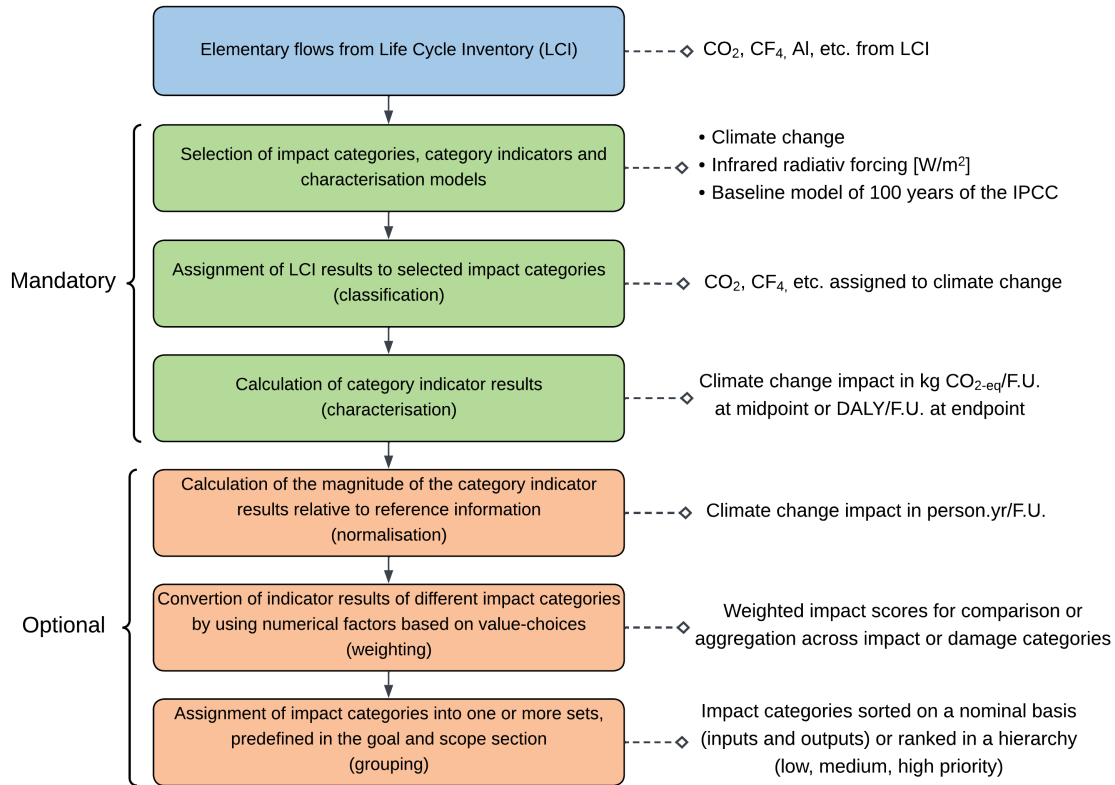 Elementary flows from Life Cycle Inventory (LCI)
CO2, CF4, Al, etc. from LCI
Mandatory
Selection of impact categories, category indicators and
characterisation models
• Climate change
• Infrared radiativ forcing [W/m²]
• Baseline model of 100 years of the IPCC
Assignment of LCI results to selected impact categories
(classification)
CO2, CF4, etc. assigned to climate change
Calculation of category indicator results
(characterisation)
Climate change impact in kg CO2-eq/F.U.
at midpoint or DALY/F.U. at endpoint
Optional
Calculation of the magnitude of the category indicator
results relative to reference information
(normalisation)
Climate change impact in person.yr/F.U.
Convertion of indicator results of different impact categories
by using numerical factors based on value-choices
(weighting)
Weighted impact scores for comparison or
aggregation across impact or damage categories
Assignment of impact categories into one or more sets,
predefined in the goal and scope section
(grouping)
Impact categories sorted on a nominal basis
(inputs and outputs) or ranked in a hierarchy
(low, medium, high priority)